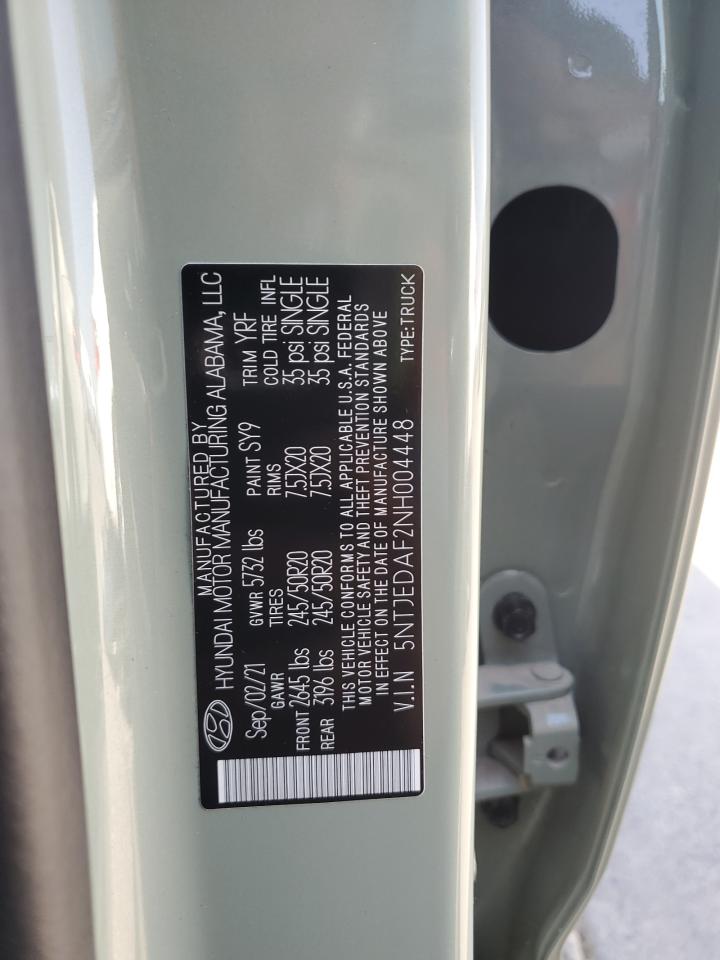 MANUFACTURED BY
HYUNDAI MOTOR MANUFACTURING ALABAMA, LLC
Sep/02/21 GVWR 5732 lbs PAINT SY9 TRIM YRF
GAWR TIRES RIMS COLD TIRE INFL
FRONT 2645 lbs 245/50R20 7.5JX20 35 psi SINGLE
REAR 3196 lbs 245/50R20 7.5JX20 35 psi SINGLE
THIS VEHICLE CONFORMS TO ALL APPLICABLE U.S.A. FEDERAL
MOTOR VEHICLE SAFETY AND THEFT PREVENTION STANDARDS
IN EFFECT ON THE DATE OF MANUFACTURE SHOWN ABOVE
V.I.N 5NTJEDAF2NH004448 TYPE:TRUCK